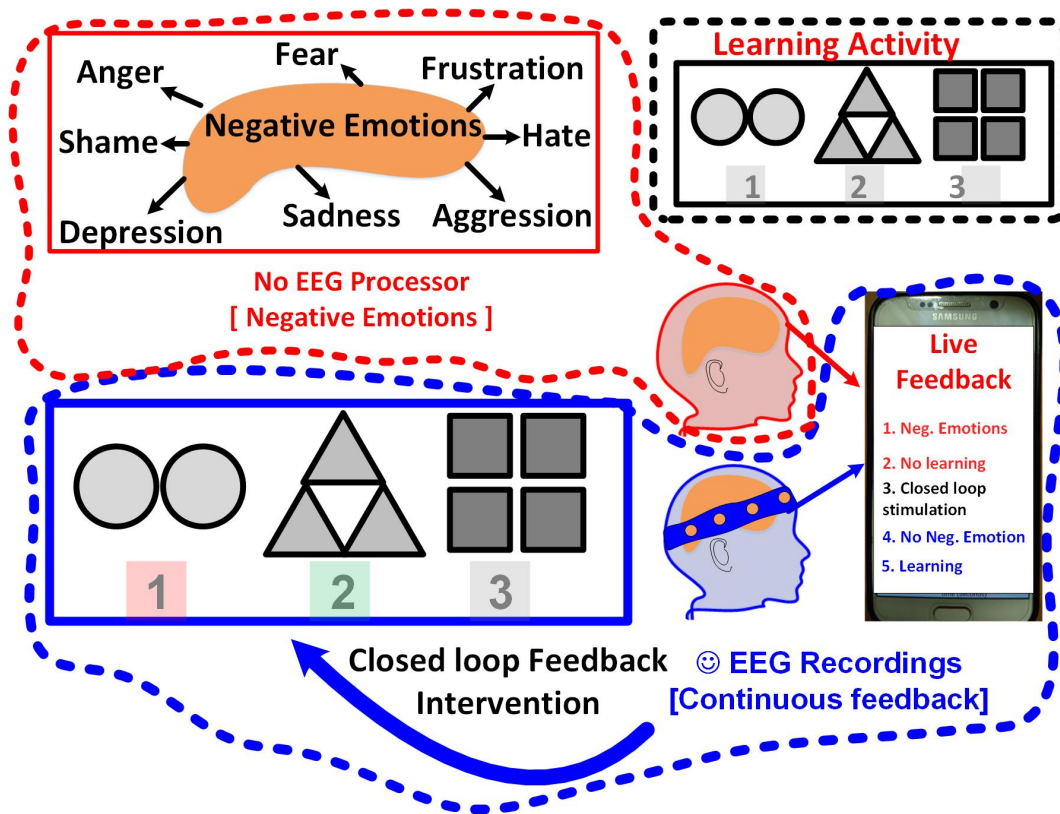 Anger
Fear
Frustration
Shame
Negative Emotions
Hate
Depression
Sadness
Aggression
No EEG Processor
[ Negative Emotions ]
Learning Activity
1
2
3
SAMSUNG
Live
Feedback
1. Neg. Emotions
2. No learning
3. Closed loop
stimulation
4. No Neg. Emotion
5. Learning
1
2
3
Closed loop Feedback
Intervention
☺ EEG Recordings
[Continuous feedback]